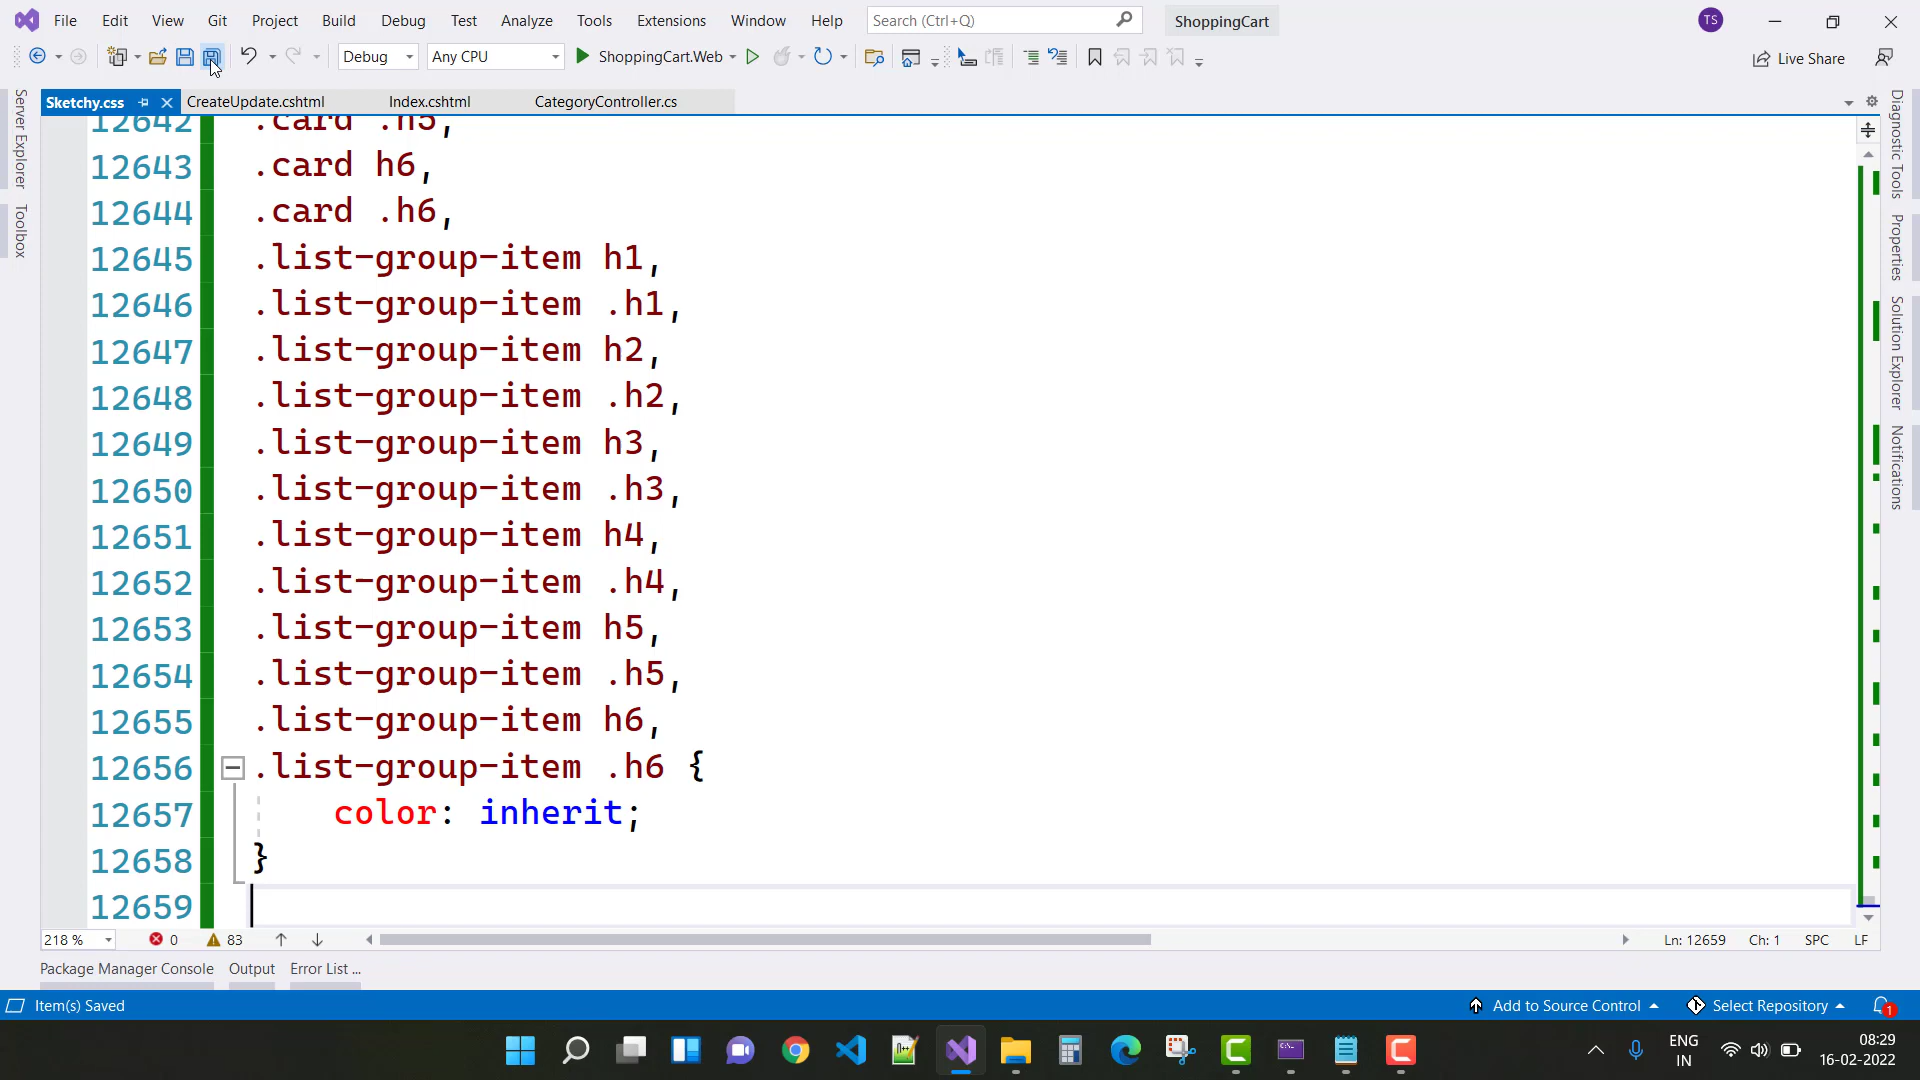 File Edit View Git Project Build Debug Test Analyze Tools Extensions Window Help Search (Ctrl+Q) ShoppingCart TS
Debug Any CPU ShoppingCart.Web Live Share
Server Explorer
Toolbox
Sketchy.css CreateUpdate.cshtml Index.cshtml CategoryController.cs
12642 .card .h5,
12643 .card h6,
12644 .card .h6,
12645 .list-group-item h1,
12646 .list-group-item .h1,
12647 .list-group-item h2,
12648 .list-group-item .h2,
12649 .list-group-item h3,
12650 .list-group-item .h3,
12651 .list-group-item h4,
12652 .list-group-item .h4,
12653 .list-group-item h5,
12654 .list-group-item .h5,
12655 .list-group-item h6,
12656 .list-group-item .h6 {
12657 color: inherit;
12658 }
12659
Diagnostic Tools
Properties
Solution Explorer
Notifications
218 % 0 83 Ln: 12659 Ch: 1 SPC LF
Package Manager Console Output Error List ...
Item(s) Saved Add to Source Control Select Repository 1
ENG
IN
08:29
16-02-2022